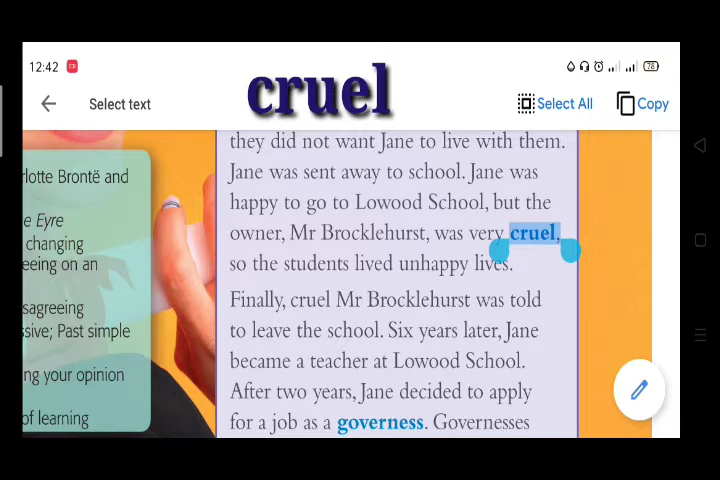 12:42
78
cruel
Select text
Select All
Copy
they did not want Jane to live with them.
Jane was sent away to school. Jane was
happy to go to Lowood School, but the
owner, Mr Brocklehurst, was very cruel,
so the students lived unhappy lives.
Finally, cruel Mr Brocklehurst was told
to leave the school. Six years later, Jane
became a teacher at Lowood School.
After two years, Jane decided to apply
for a job as a governess. Governesses
rlotte Brontë and
e Eyre
changing
eeing on an
sagreeing
ssive; Past simple
ing your opinion
of learning